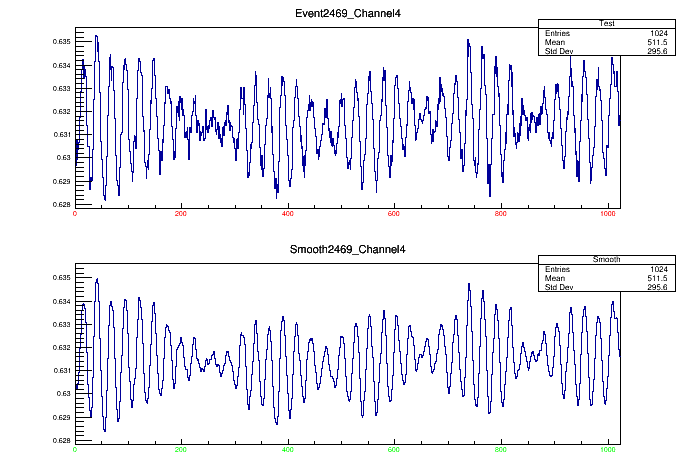 Event2469_Channel4
Test
Entries 1024
Mean 511.5
Std Dev 295.6
0.635
0.634
0.633
0.632
0.631
0.63
0.629
0.628
0 200 400 600 800 1000
Smooth2469_Channel4
Smooth
Entries 1024
Mean 511.5
Std Dev 295.6
0.635
0.634
0.633
0.632
0.631
0.63
0.629
0.628
0 200 400 600 800 1000